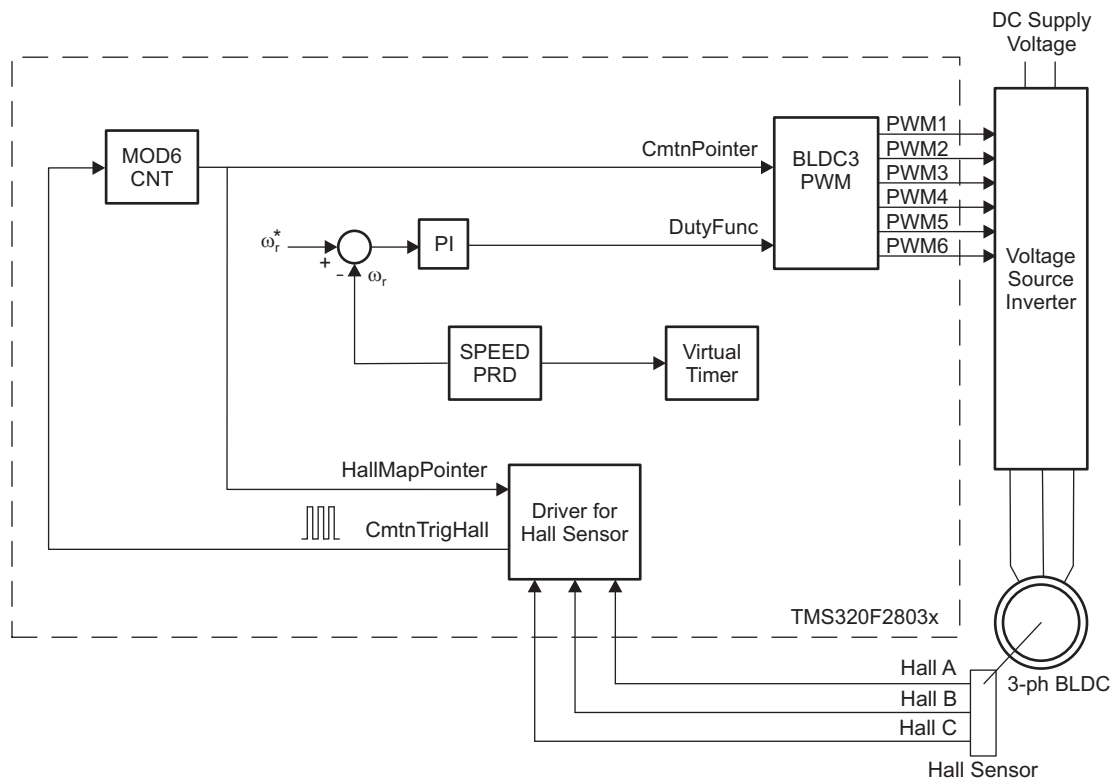 DC Supply
Voltage
MOD6
CNT
CmtnPointer
BLDC3
PWM
PWM1
PWM2
PWM3
PWM4
PWM5
PWM6
ωr*
+
-
ωr
PI
DutyFunc
Voltage
Source
Inverter
SPEED
PRD
Virtual
Timer
HallMapPointer
CmtnTrigHall
Driver for
Hall Sensor
TMS320F2803x
Hall A
Hall B
Hall C
3-ph BLDC
Hall Sensor